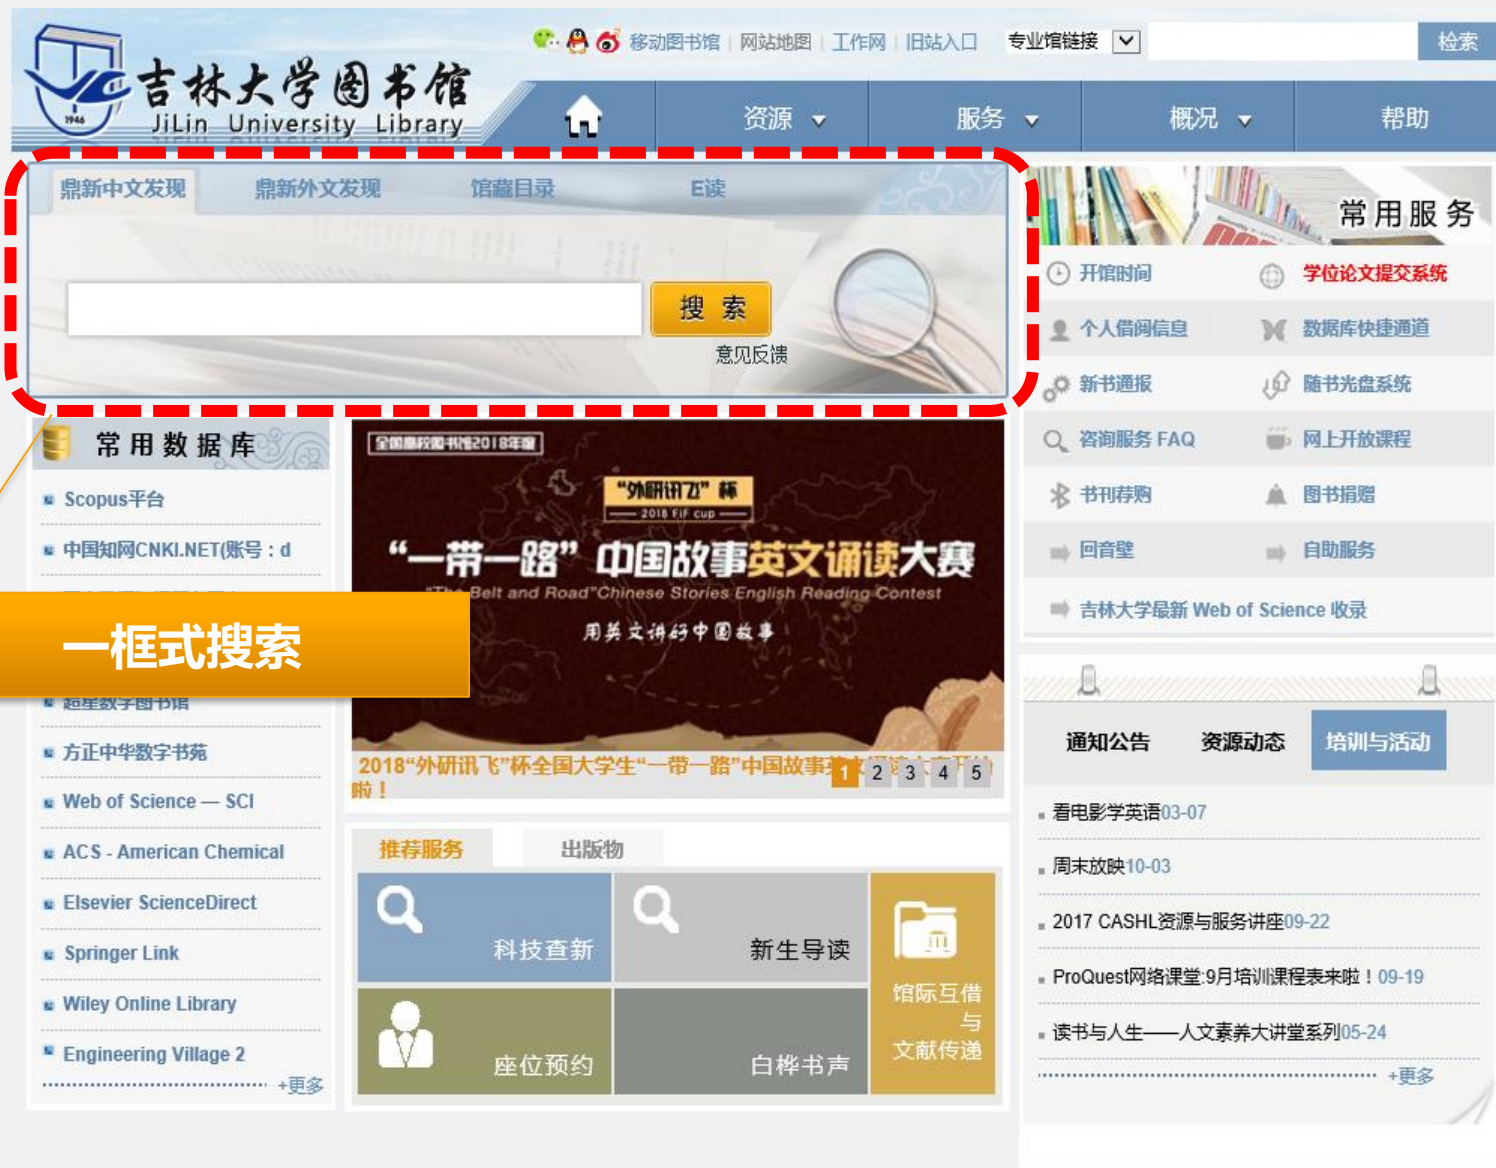 移动图书馆 网站地图 工作网 旧站入口 专业馆链接 检索
吉林大学图书馆
JiLin University Library
1946
资源 服务 概况 帮助
鼎新中文发现 鼎新外文发现 馆藏目录 E读
搜 索
意见反馈
常用服务
开馆时间 学位论文提交系统
个人借阅信息 数据库快捷通道
新书通报 随书光盘系统
咨询服务 FAQ 网上开放课程
书刊荐购 图书捐赠
回音壁 自助服务
吉林大学最新 Web of Science 收录
常用数据库
Scopus平台
中国知网CNKI.NET(账号：d
一框式搜索
超星数字图书馆
方正中华数字书苑
Web of Science — SCI
ACS - American Chemical
Elsevier ScienceDirect
Springer Link
Wiley Online Library
Engineering Village 2
+更多
全国高校图书馆2018年度
“外研讯飞”杯
2018 FIF cup
“一带一路”中国故事英文诵读大赛
"The Belt and Road"Chinese Stories English Reading Contest
用英文讲好中国故事
2018“外研讯飞”杯全国大学生“一带一路”中国故事
啦！
1 2 3 4 5
推荐服务 出版物
科技查新
新生导读
座位预约
白桦书声
馆际互借
与
文献传递
通知公告 资源动态 培训与活动
看电影学英语03-07
周末放映10-03
2017 CASHL资源与服务讲座09-22
ProQuest网络课堂:9月培训课程表来啦！09-19
读书与人生——人文素养大讲堂系列05-24
+更多